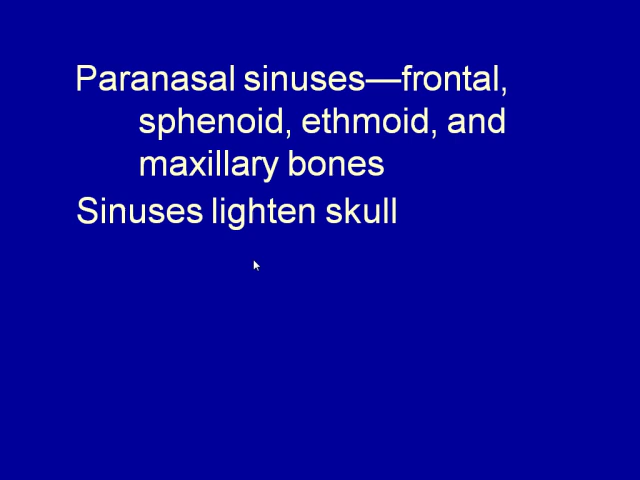 Paranasal sinuses—frontal,
sphenoid, ethmoid, and
maxillary bones
Sinuses lighten skull